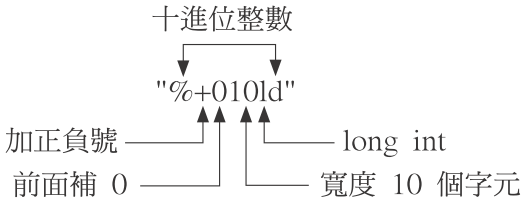 十進位整數
"%+010ld"
加正負號
long int
前面補 0
寬度 10 個字元